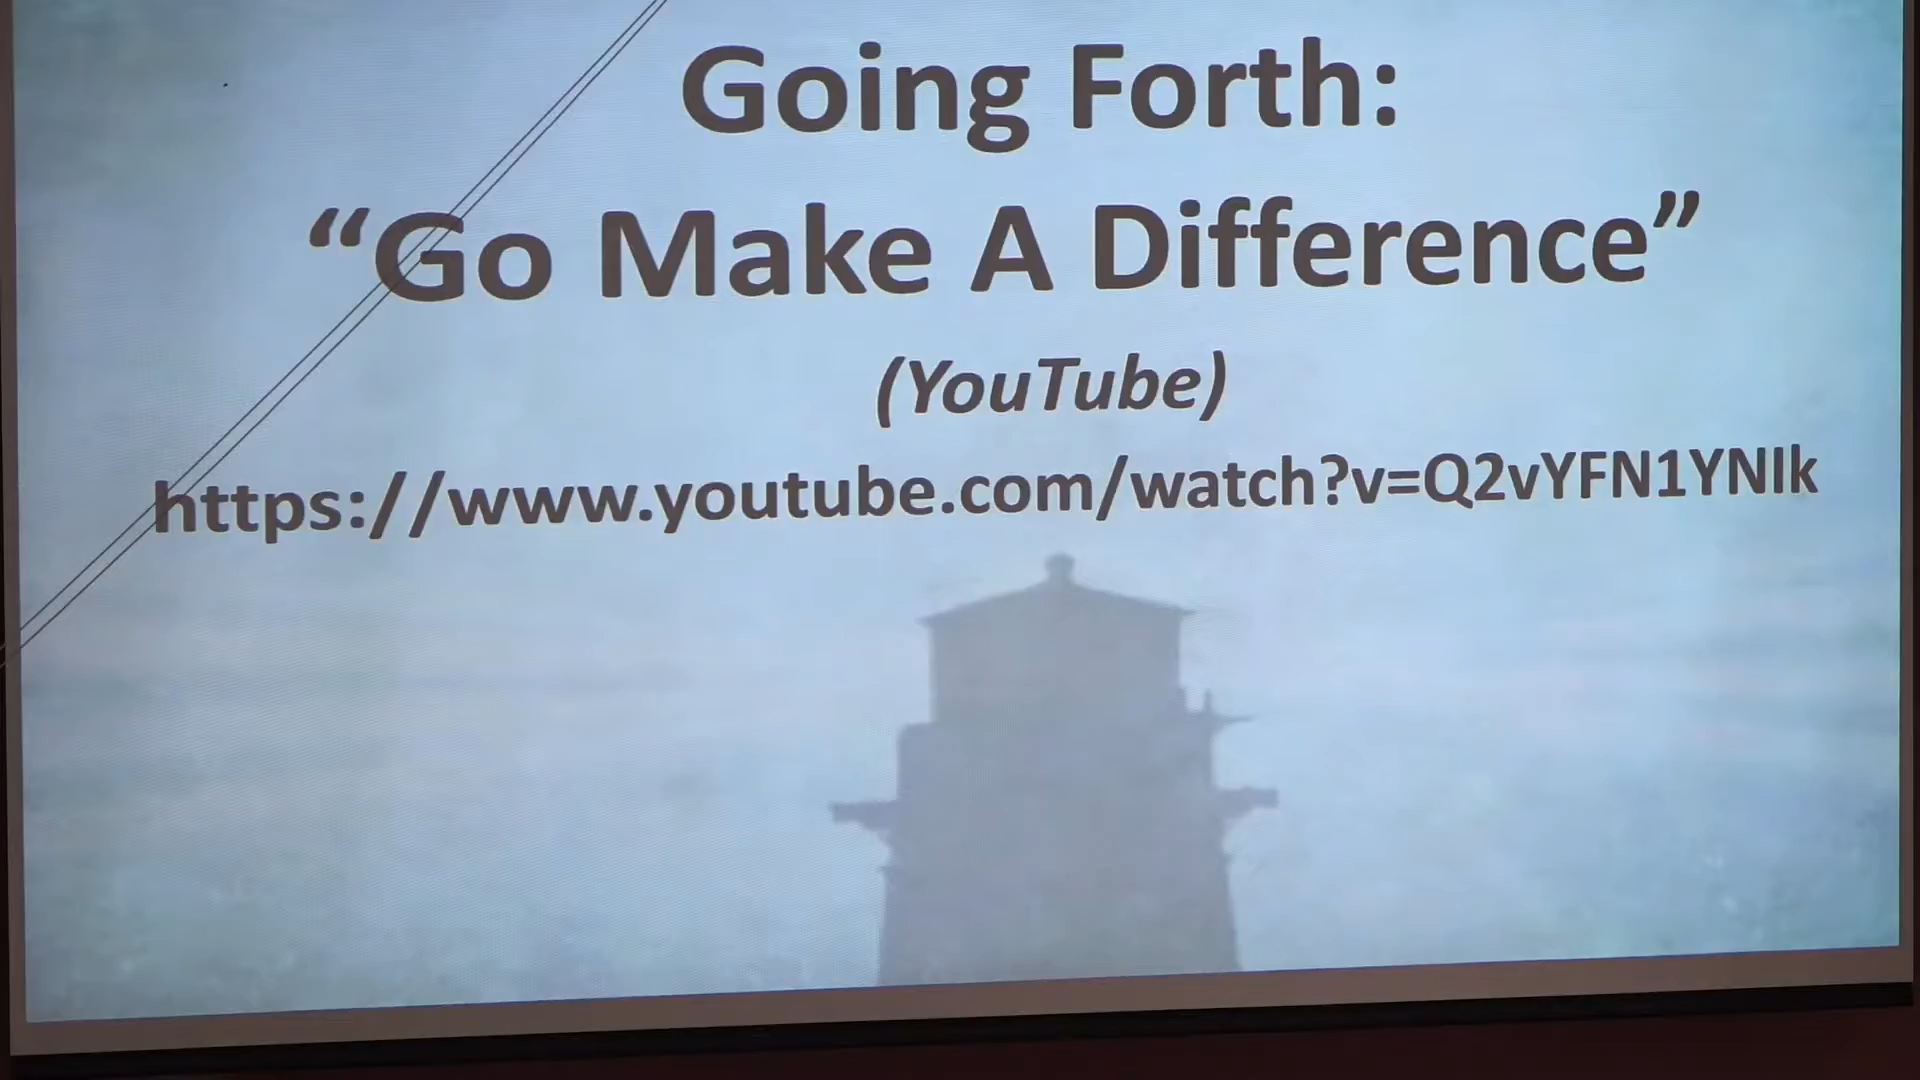 Going Forth:
“Go Make A Difference”
(YouTube)
https://www.youtube.com/watch?v=Q2vYFN1YNIk